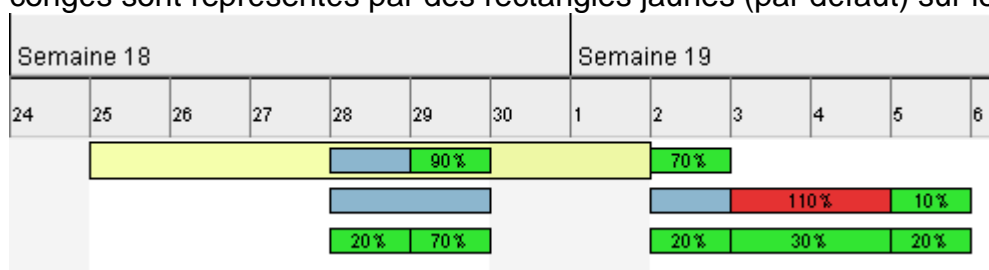 congés sont représentés par des rectangles jaunes (par défaut) sur le
Semaine 18 Semaine 19
24 25 26 27 28 29 30 1 2 3 4 5 6
90% 70%
110% 10%
20% 70% 20% 30% 20%